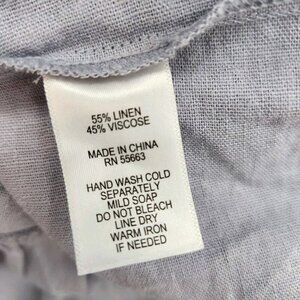 55% LINEN
45% VISCOSE
MADE IN CHINA
RN 55663
HAND WASH COLD
SEPARATELY
MILD SOAP
DO NOT BLEACH
LINE DRY
WARM IRON
IF NEEDED